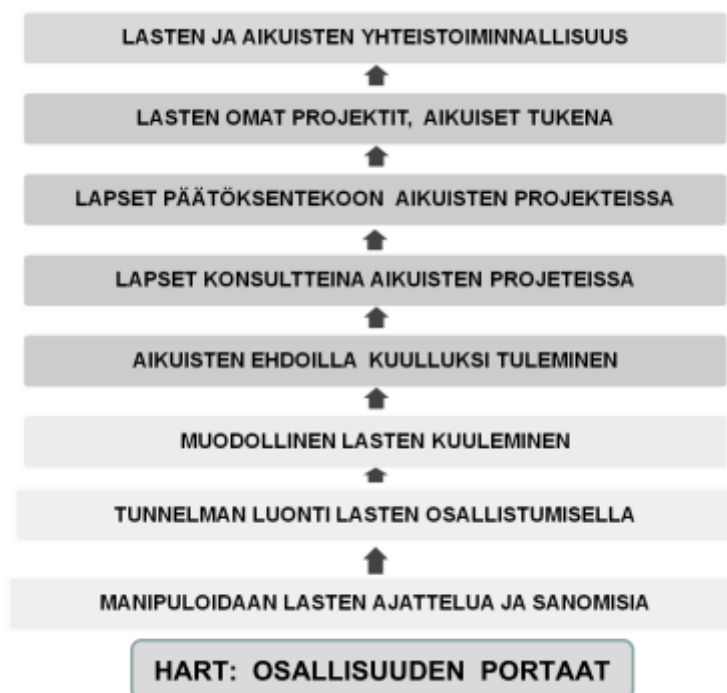 LASTEN JA AIKUISTEN YHTEISTOIMINNALLISUUS
LASTEN OMAT PROJEKTIT, AIKUISET TUKENA
LAPSET PÄÄTÖKSENTEKOON AIKUISTEN PROJEKTEISSA
LAPSET KONSULTTEINA AIKUISTEN PROJETEISSA
AIKUISTEN EHDOILLA KUULLUKSI TULEMINEN
MUODOLLINEN LASTEN KUULEMINEN
TUNNELMAN LUONTI LASTEN OSALLISTUMISELLA
MANIPULOIDAAN LASTEN AJATTELUA JA SANOMISIA
HART: OSALLISUUDEN PORTAAT